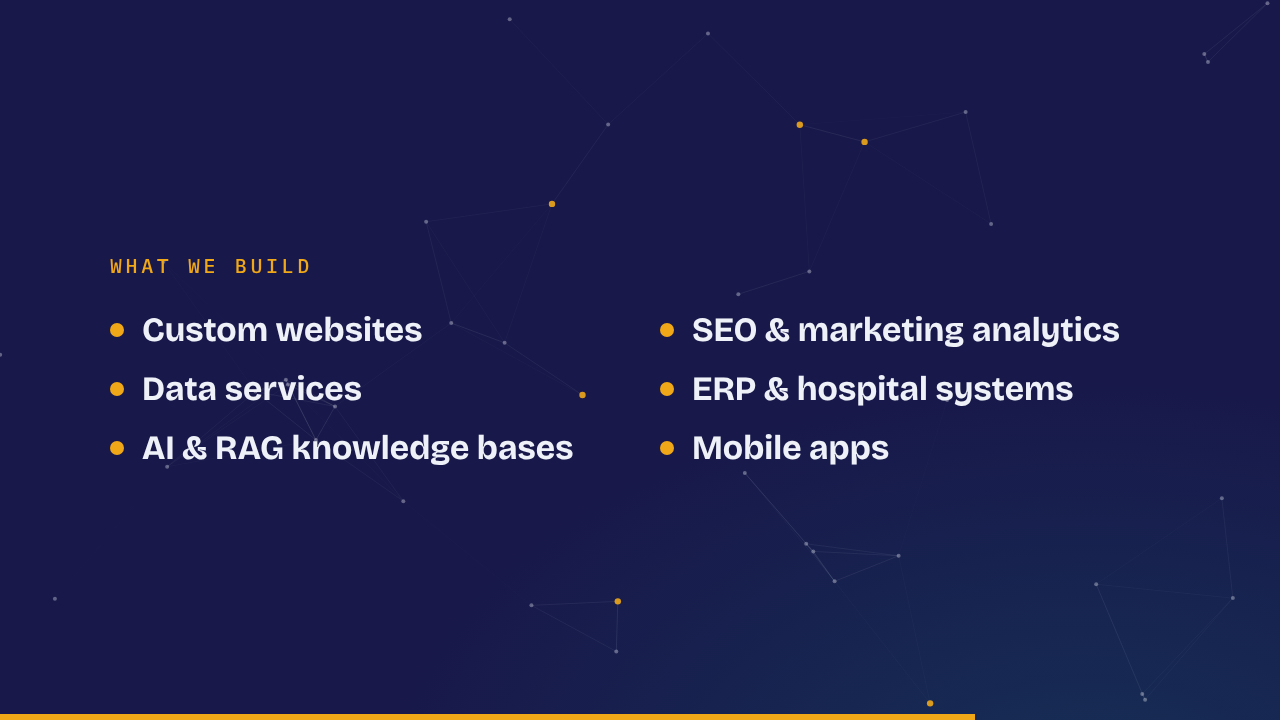 WHAT WE BUILD
Custom websites
Data services
AI & RAG knowledge bases
SEO & marketing analytics
ERP & hospital systems
Mobile apps